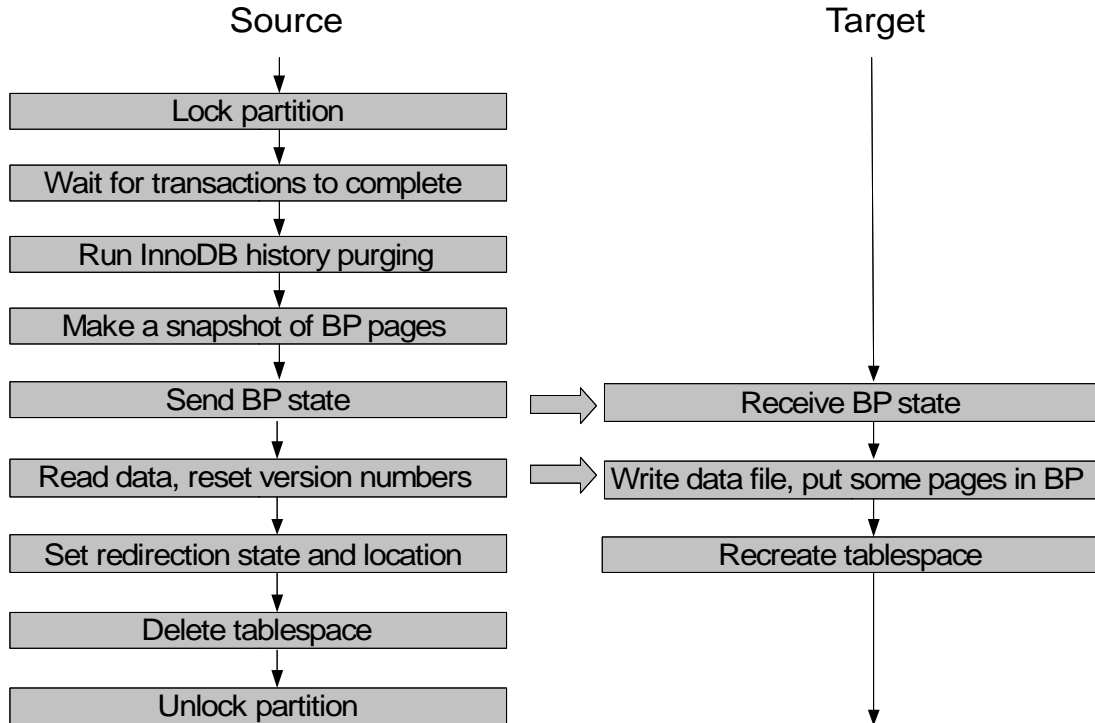 Source
Target
Lock partition
Wait for transactions to complete
Run InnoDB history purging
Make a snapshot of BP pages
Send BP state
Receive BP state
Read data, reset version numbers
Write data file, put some pages in BP
Set redirection state and location
Recreate tablespace
Delete tablespace
Unlock partition